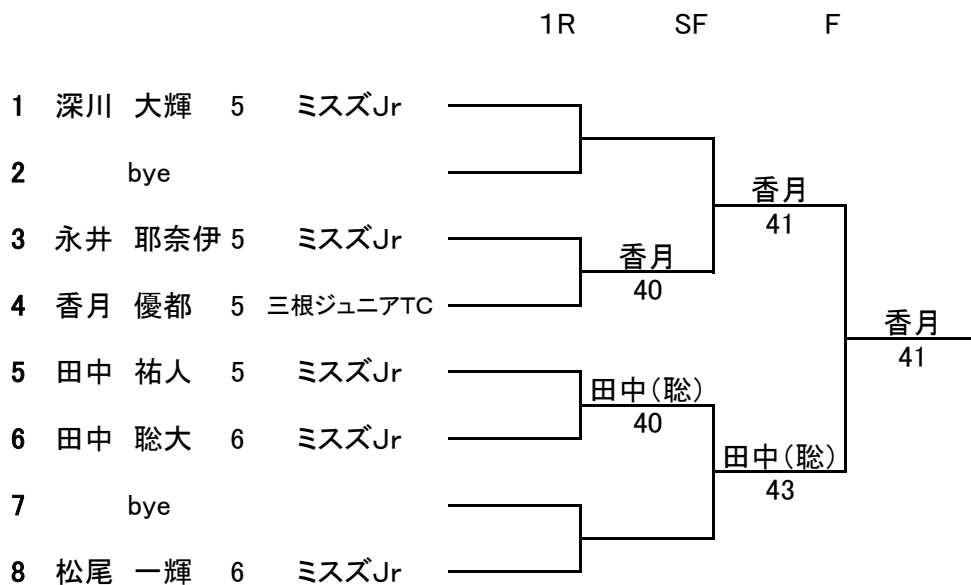 1R SF F
1 深川 大輝 5 ミスズJr
2 bye
香月
41
3 永井 耶奈伊 5 ミスズJr
香月
40
4 香月 優都 5 三根ジュニアTC
香月
41
5 田中 祐人 5 ミスズJr
田中(聡)
40
6 田中 聡大 6 ミスズJr
田中(聡)
43
7 bye
8 松尾 一輝 6 ミスズJr